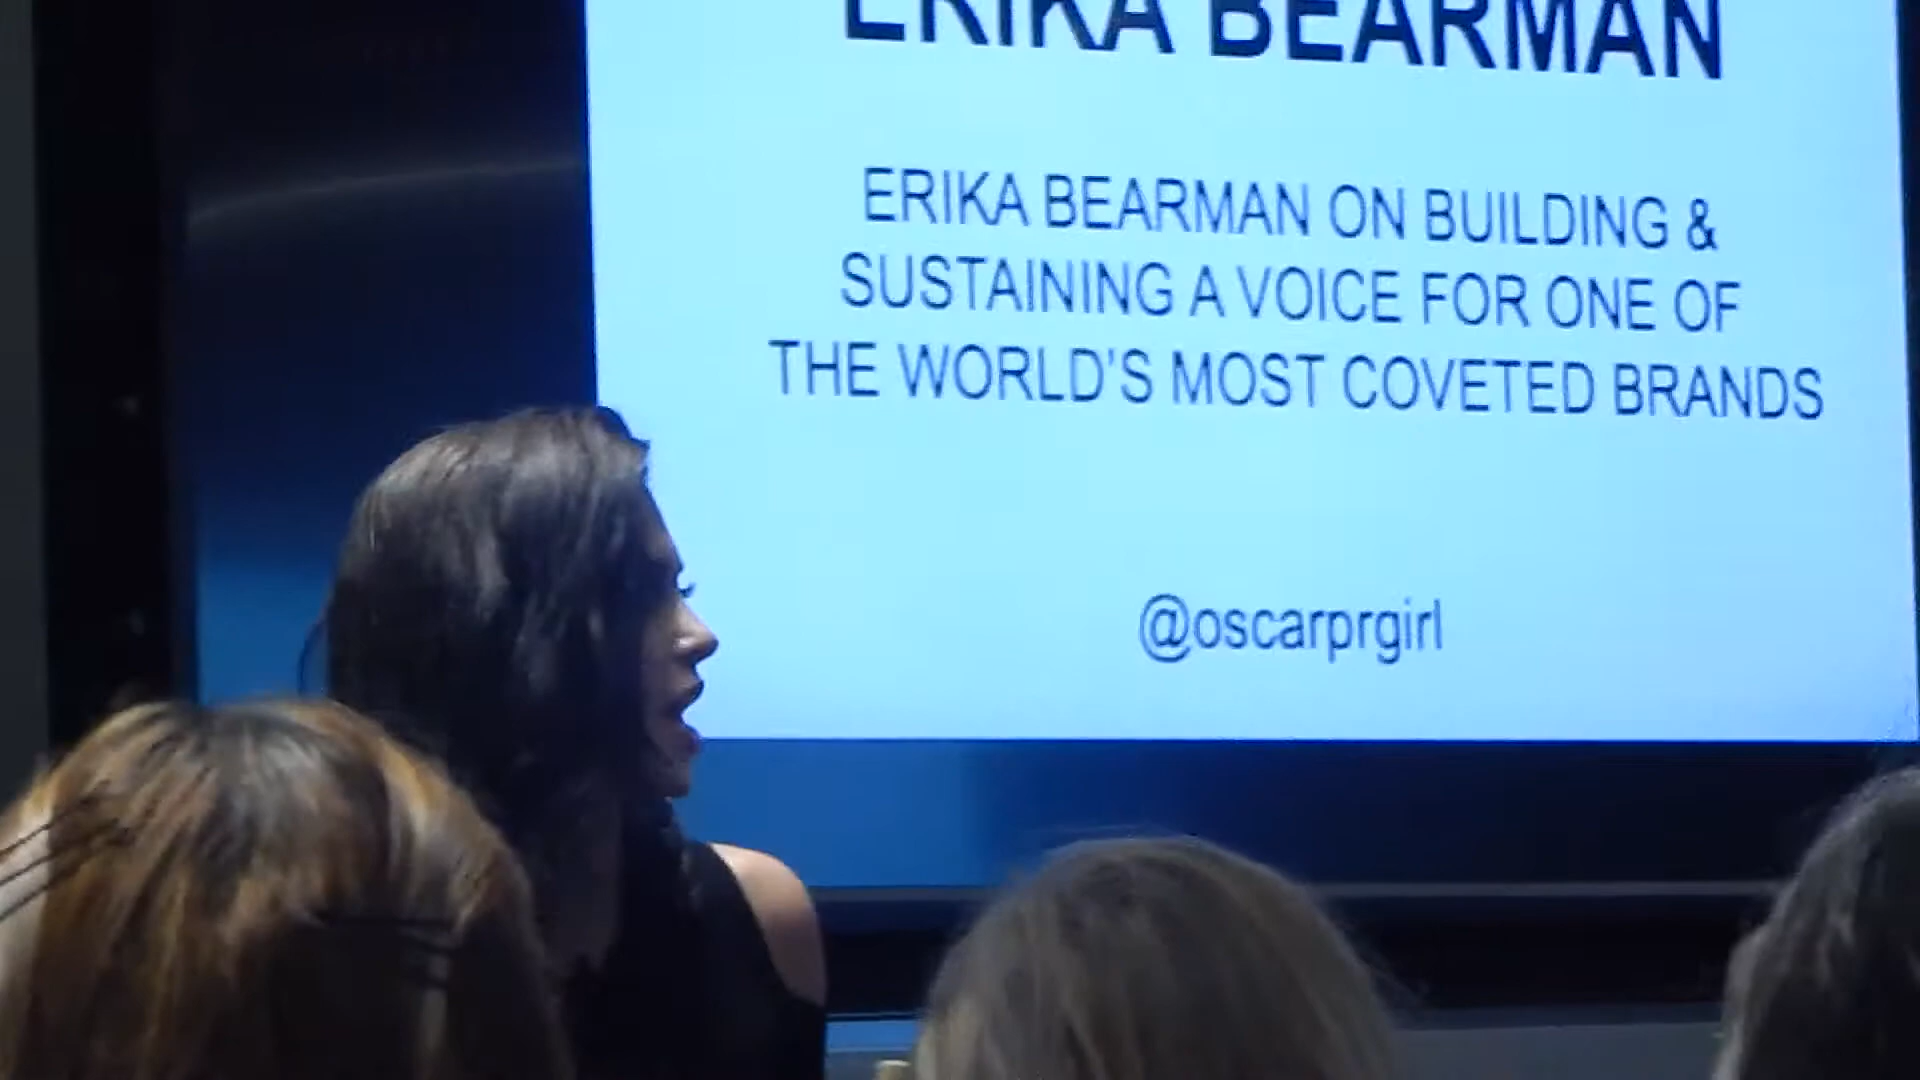 ERIKA BEARMAN
ERIKA BEARMAN ON BUILDING &
SUSTAINING A VOICE FOR ONE OF
THE WORLD'S MOST COVETED BRANDS
@oscarprgirl